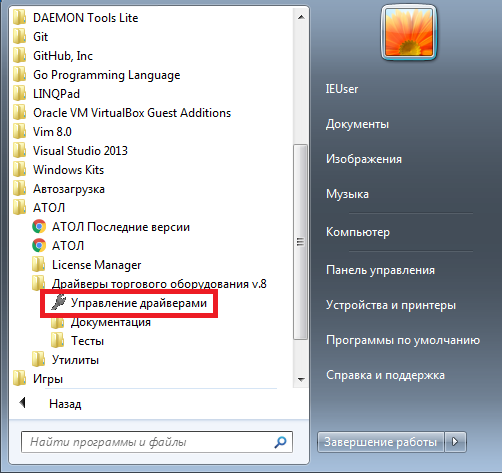 DAEMON Tools Lite
Git
GitHub, Inc
Go Programming Language
LINQPad
Oracle VM VirtualBox Guest Additions
Vim 8.0
Visual Studio 2013
Windows Kits
Автозагрузка
АТОЛ
АТОЛ Последние версии
АТОЛ
License Manager
Драйверы торгового оборудования v.8
Управление драйверами
Документация
Тесты
Утилиты
Игры
Назад
Найти программы и файлы
IEUser
Документы
Изображения
Музыка
Компьютер
Панель управления
Устройства и принтеры
Программы по умолчанию
Справка и поддержка
Завершение работы